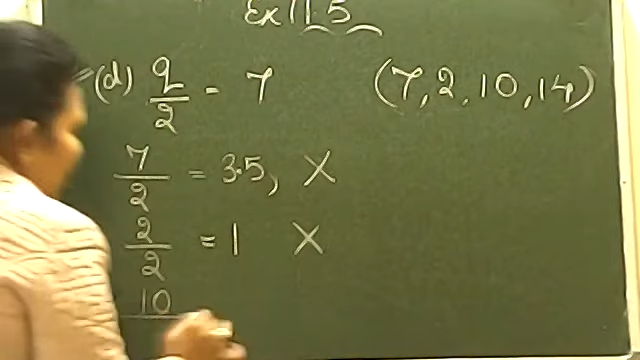 Ex 11.5
(d) q/2 = 7 (7, 2, 10, 14)
7/2 = 3.5, X
2/2 = 1 X
10